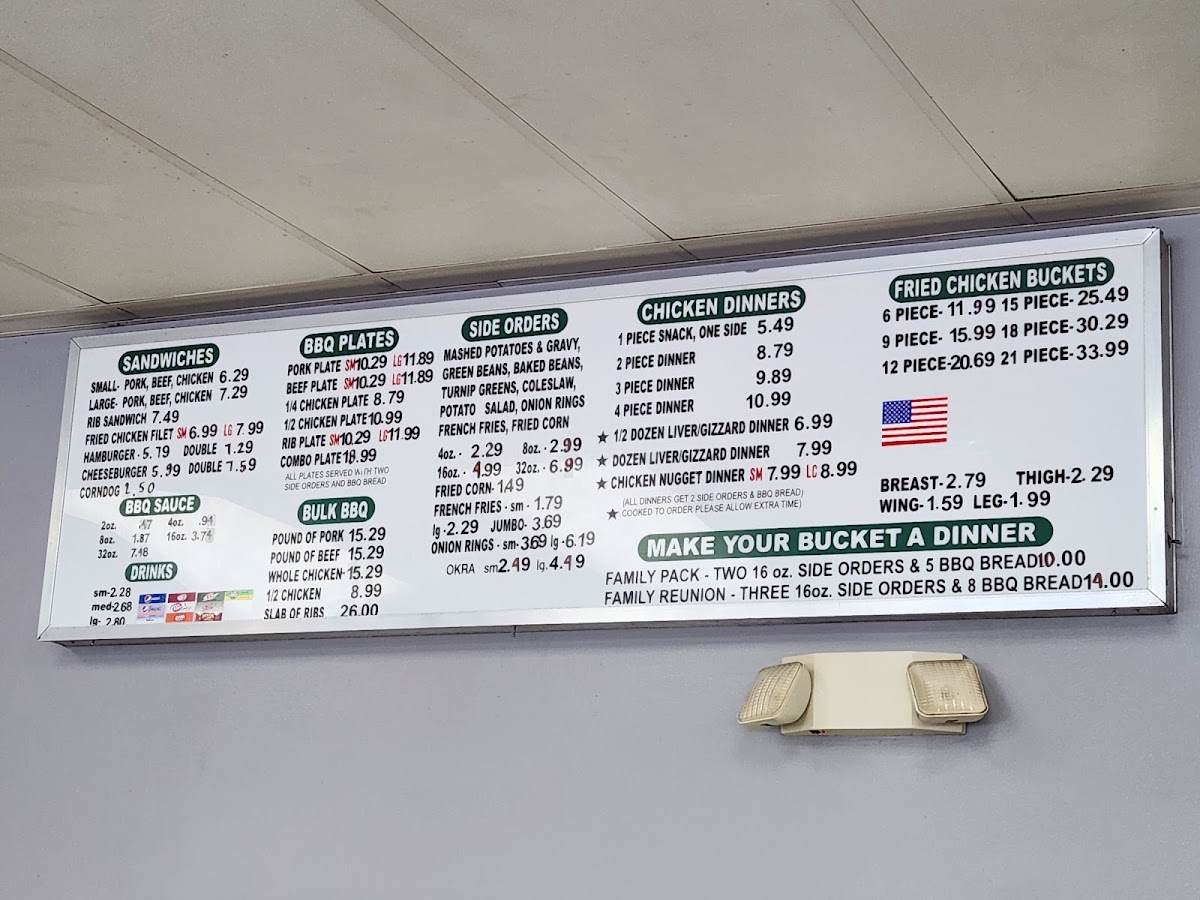 SANDWICHES
SMALL- PORK, BEEF, CHICKEN 6.29
LARGE- PORK, BEEF, CHICKEN 7.29
RIB SANDWICH 7.49
FRIED CHICKEN FILET SM 6.99 LG 7.99
HAMBURGER - 5.19 DOUBLE 7.29
CHEESEBURGER 5.99 DOUBLE 7.59
CORNDOG 2.50
BBQ SAUCE
2oz. .47 4oz. .94
8oz. 1.87 16oz. 3.74
32oz. 7.48
DRINKS
sm-2.28
med-2.68
lg- 2.80
BBQ PLATES
PORK PLATE SM10.29 LG11.89
BEEF PLATE SM10.29 LG11.89
1/4 CHICKEN PLATE 8.79
1/2 CHICKEN PLATE 10.99
RIB PLATE SM10.29 LG11.99
COMBO PLATE 18.99
ALL PLATES SERVED WITH TWO
SIDE ORDERS AND BBQ BREAD
BULK BBQ
POUND OF PORK 15.29
POUND OF BEEF 15.29
WHOLE CHICKEN-15.29
1/2 CHICKEN 8.99
SLAB OF RIBS 26.00
SIDE ORDERS
MASHED POTATOES & GRAVY,
GREEN BEANS, BAKED BEANS,
TURNIP GREENS, COLESLAW,
POTATO SALAD, ONION RINGS
FRENCH FRIES, FRIED CORN
4oz. - 2.29 8oz. - 2.99
16oz. - 4.99 32oz. - 6.99
FRIED CORN- 1.49
FRENCH FRIES - sm - 1.79
lg -2.29 JUMBO- 3.69
ONION RINGS - sm-3.69 lg -6.19
OKRA sm2.49 lg.4.49
CHICKEN DINNERS
1 PIECE SNACK, ONE SIDE 5.49
2 PIECE DINNER 8.79
3 PIECE DINNER 9.89
4 PIECE DINNER 10.99
★ 1/2 DOZEN LIVER/GIZZARD DINNER 6.99
★ DOZEN LIVER/GIZZARD DINNER 7.99
★ CHICKEN NUGGET DINNER SM 7.99 LG 8.99
(ALL DINNERS GET 2 SIDE ORDERS & BBQ BREAD)
★ COOKED TO ORDER PLEASE ALLOW EXTRA TIME)
FRIED CHICKEN BUCKETS
6 PIECE- 11.99 15 PIECE- 25.49
9 PIECE- 15.99 18 PIECE- 30.29
12 PIECE-20.69 21 PIECE- 33.99
BREAST- 2.79 THIGH-2.29
WING- 1.59 LEG-1.99
MAKE YOUR BUCKET A DINNER
FAMILY PACK - TWO 16 oz. SIDE ORDERS & 5 BBQ BREAD10.00
FAMILY REUNION - THREE 16oz. SIDE ORDERS & 8 BBQ BREAD14.00